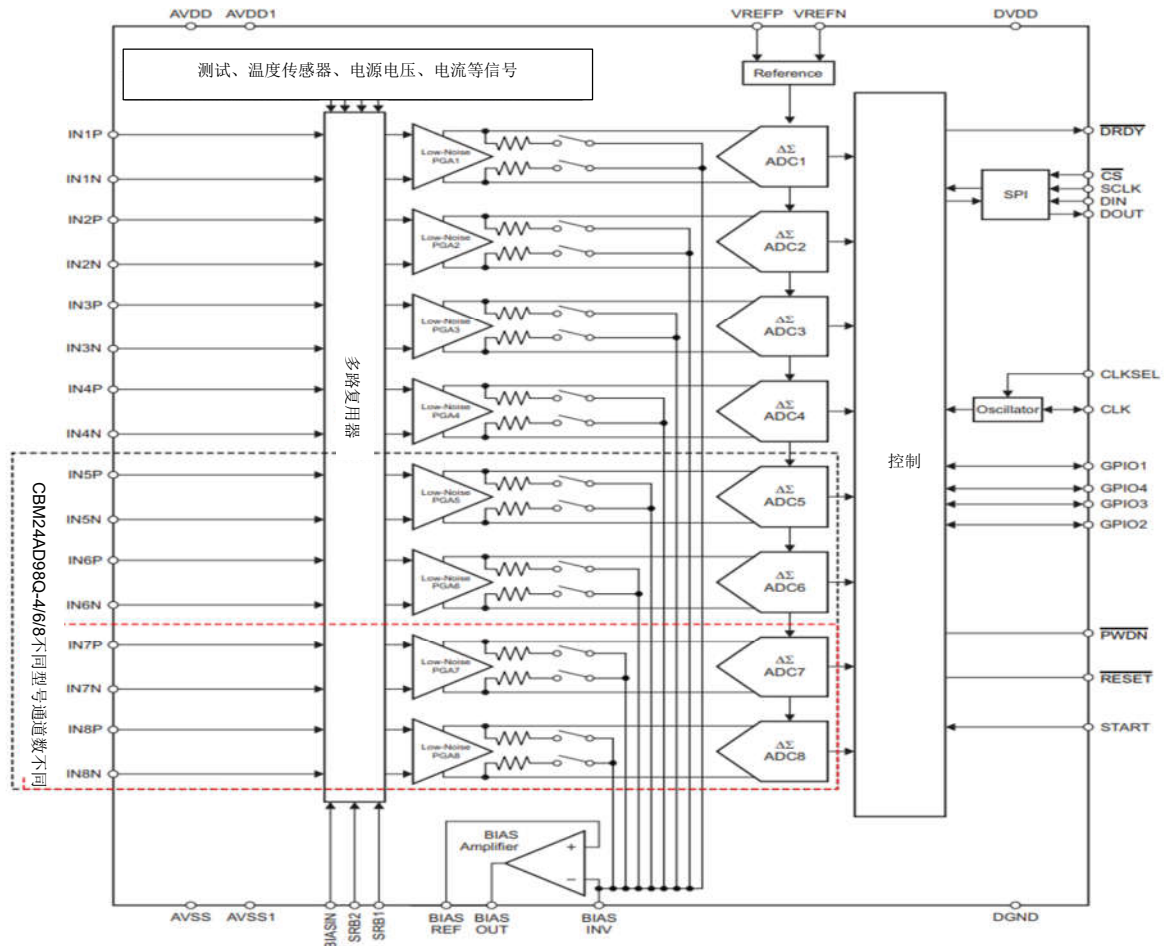 AVDD AVDD1 VREFP VREFN DVDD
测试、温度传感器、电源电压、电流等信号
Reference
IN1P
IN1N
IN2P
IN2N
IN3P
IN3N
IN4P
IN4N
IN5P
IN5N
IN6P
IN6N
IN7P
IN7N
IN8P
IN8N
CBM24AD98Q-4/6/8不同型号通道数不同
多路复用器
Low-Noise
PGA1
Low-Noise
PGA2
Low-Noise
PGA3
Low-Noise
PGA4
Low-Noise
PGA5
Low-Noise
PGA6
Low-Noise
PGA7
Low-Noise
PGA8
ΔΣ
ADC1
ΔΣ
ADC2
ΔΣ
ADC3
ΔΣ
ADC4
ΔΣ
ADC5
ΔΣ
ADC6
ΔΣ
ADC7
ΔΣ
ADC8
控制
SPI
Oscillator
DRDY
CS
SCLK
DIN
DOUT
CLKSEL
CLK
GPIO1
GPIO4
GPIO3
GPIO2
PWDN
RESET
START
BIAS
Amplifier
+
−
AVSS AVSS1
BIASIN
SRB2
SRB1
BIAS
REF
BIAS
OUT
BIAS
INV
DGND